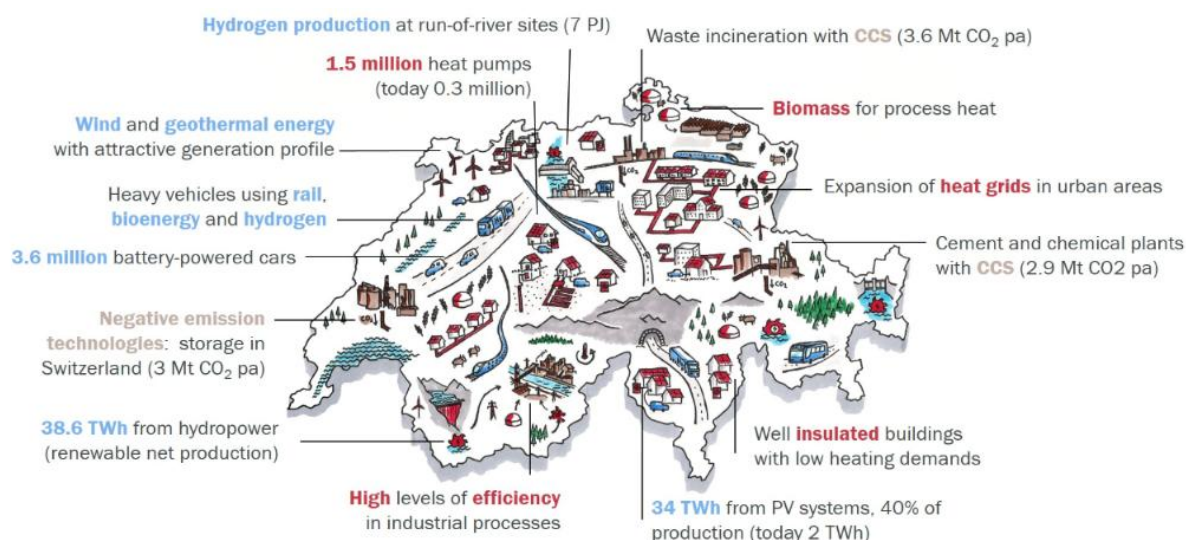 Hydrogen production at run-of-river sites (7 PJ)
Waste incineration with CCS (3.6 Mt CO₂ pa)
1.5 million heat pumps
(today 0.3 million)
Biomass for process heat
Wind and geothermal energy
with attractive generation profile
Heavy vehicles using rail,
bioenergy and hydrogen
Expansion of heat grids in urban areas
3.6 million battery-powered cars
Cement and chemical plants
with CCS (2.9 Mt CO2 pa)
Negative emission
technologies: storage in
Switzerland (3 Mt CO₂ pa)
38.6 TWh from hydropower
(renewable net production)
Well insulated buildings
with low heating demands
High levels of efficiency
in industrial processes
34 TWh from PV systems, 40% of
production (today 2 TWh)
CO₂
CO₂
CO₂